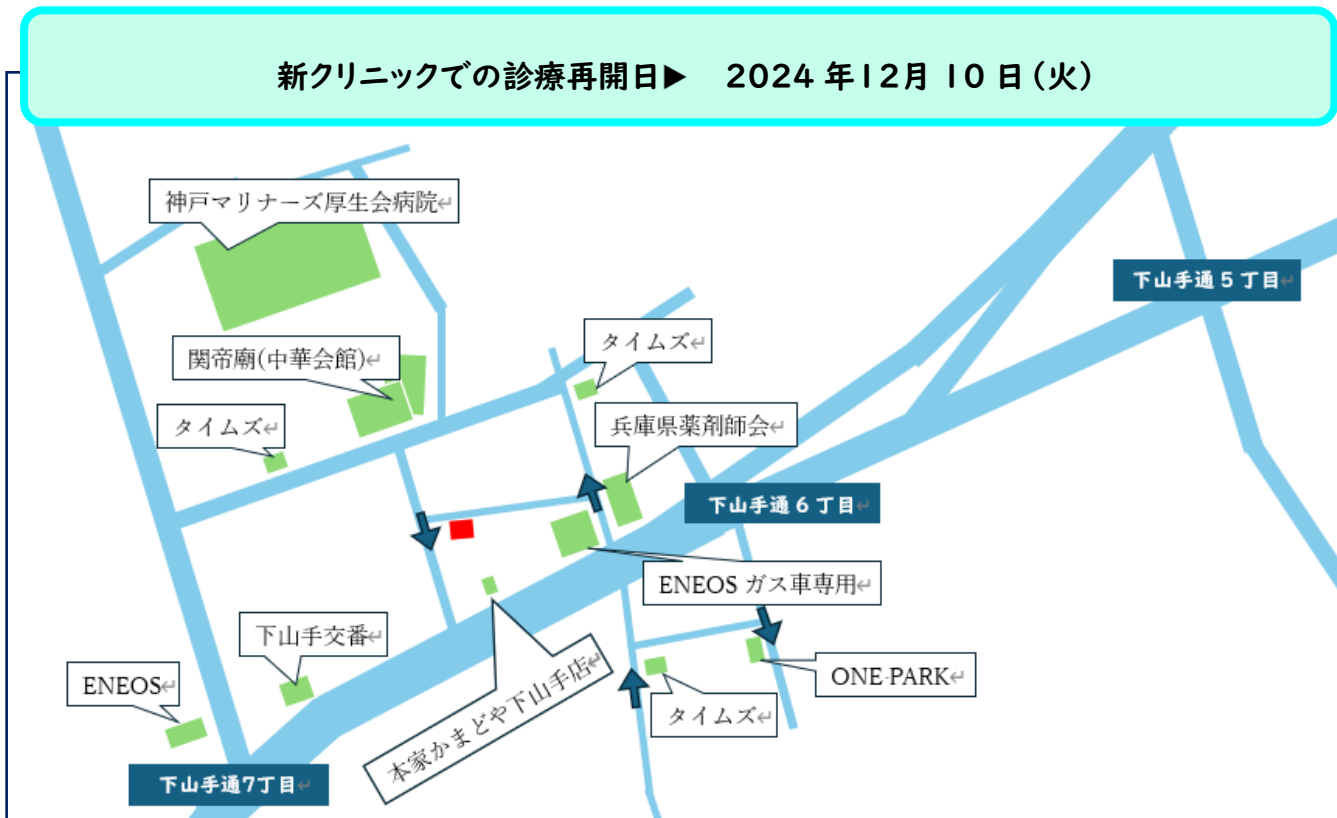 新クリニックでの診療再開日▶ 2024年12月10日(火)
神戸マリナーズ厚生会病院↵
下山手通5丁目↵
タイムズ↵
関帝廟(中華会館)↵
タイムズ↵
兵庫県薬剤師会↵
下山手通6丁目↵
ENEOS ガス車専用↵
下山手交番↵
ENEOS↵
本家かまどや下山手店↵
ONE-PARK↵
タイムズ↵
下山手通7丁目↵